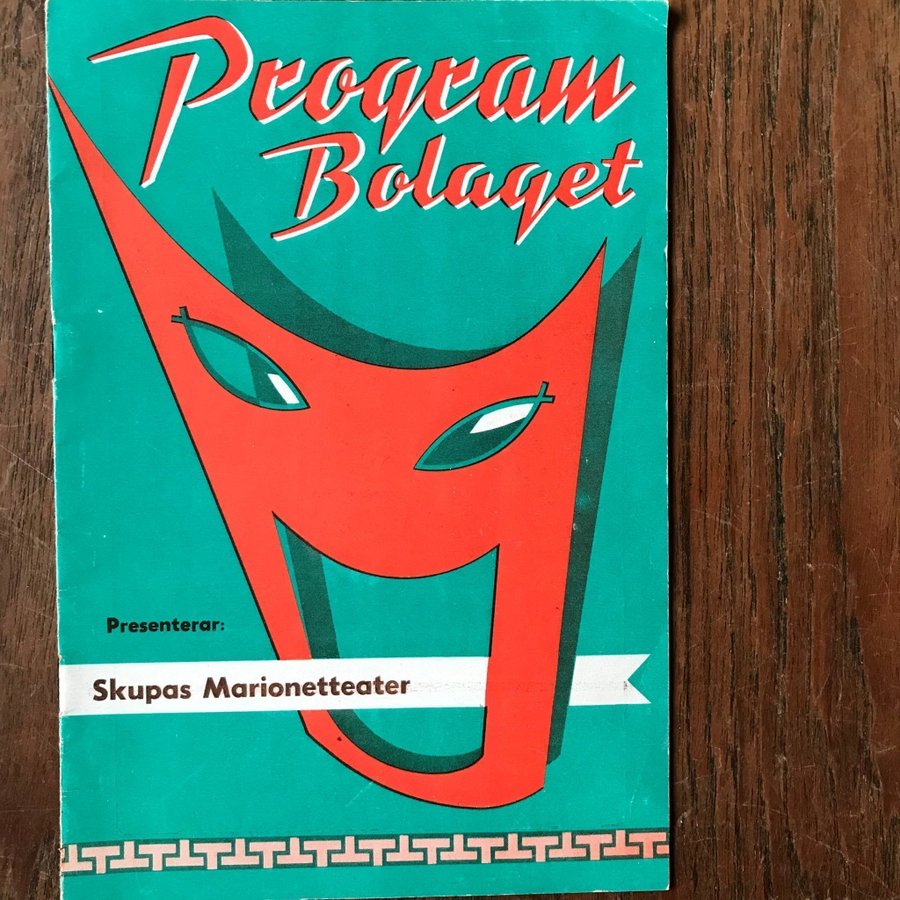 Program
Bolaget
Presenterar:
Skupas Marionetteater